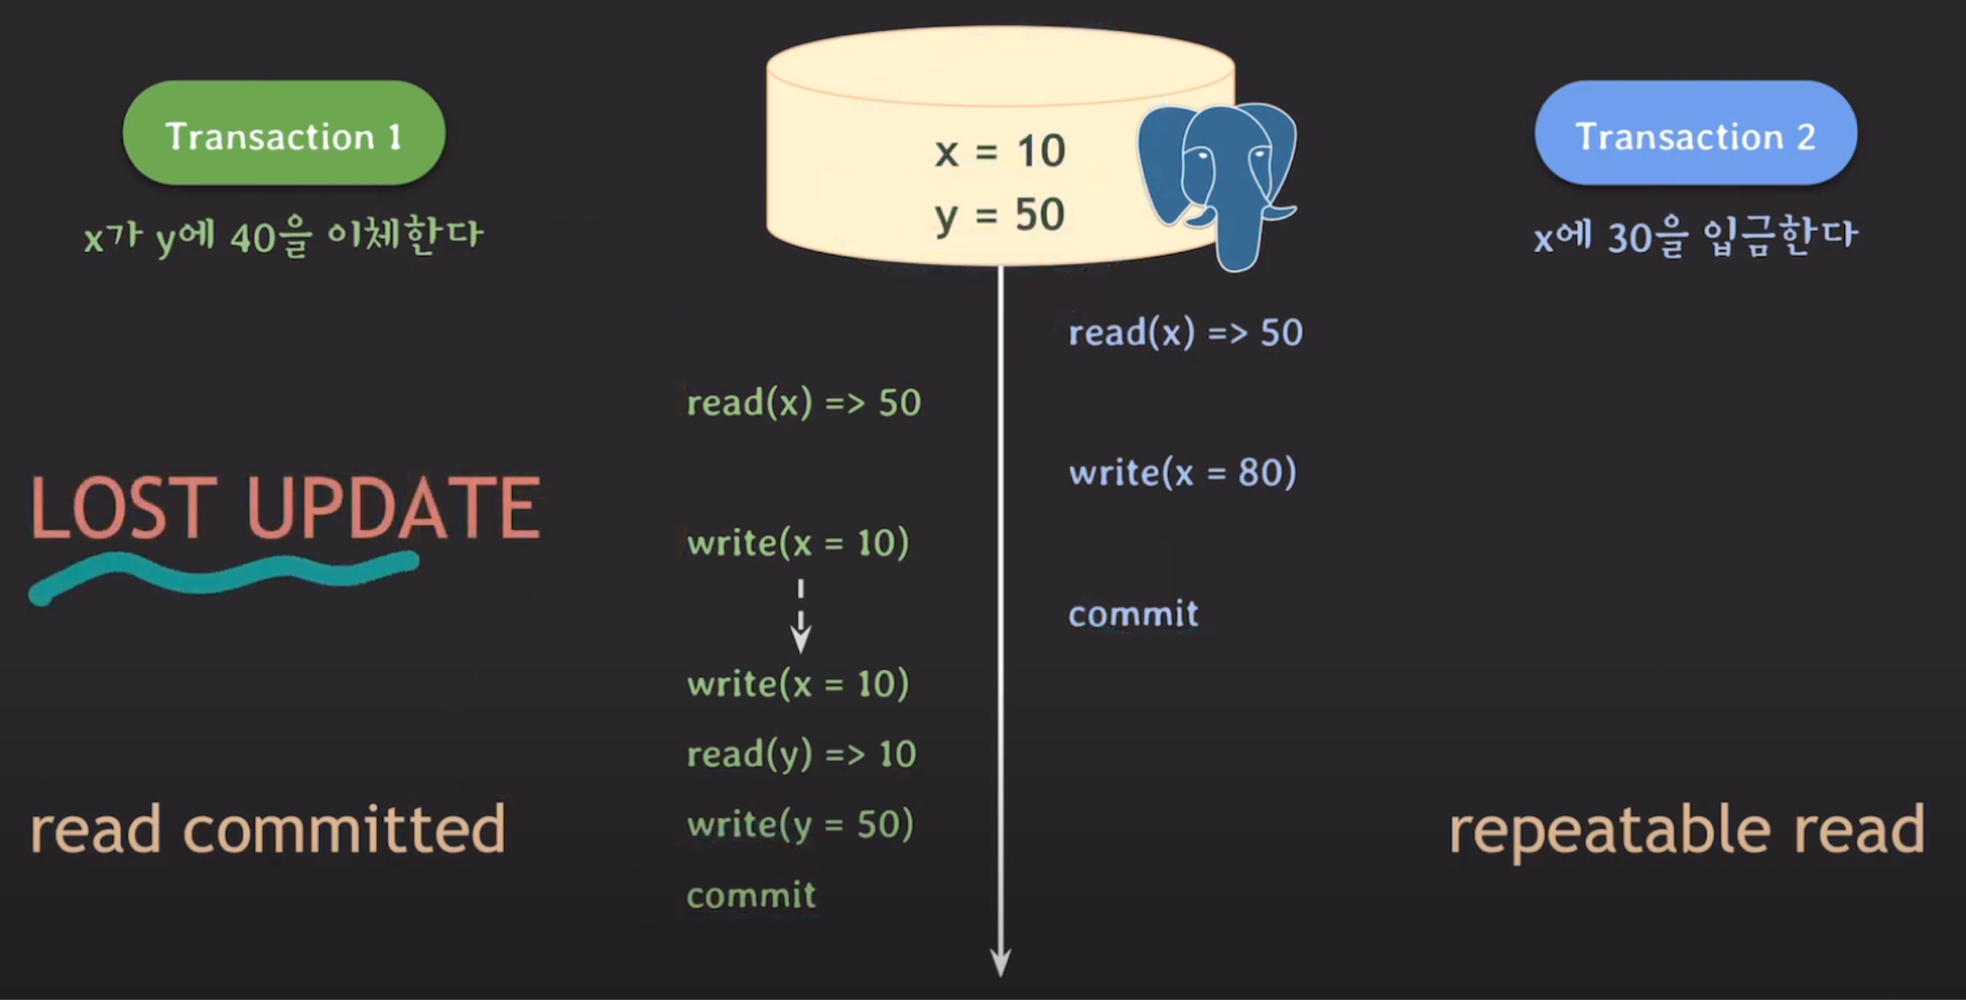 Transaction 1
x가 y에 40을 이체한다
x = 10
y = 50
Transaction 2
x에 30을 입금한다
read(x) => 50
read(x) => 50
write(x = 80)
LOST UPDATE
write(x = 10)
commit
write(x = 10)
read(y) => 10
write(y = 50)
commit
read committed
repeatable read